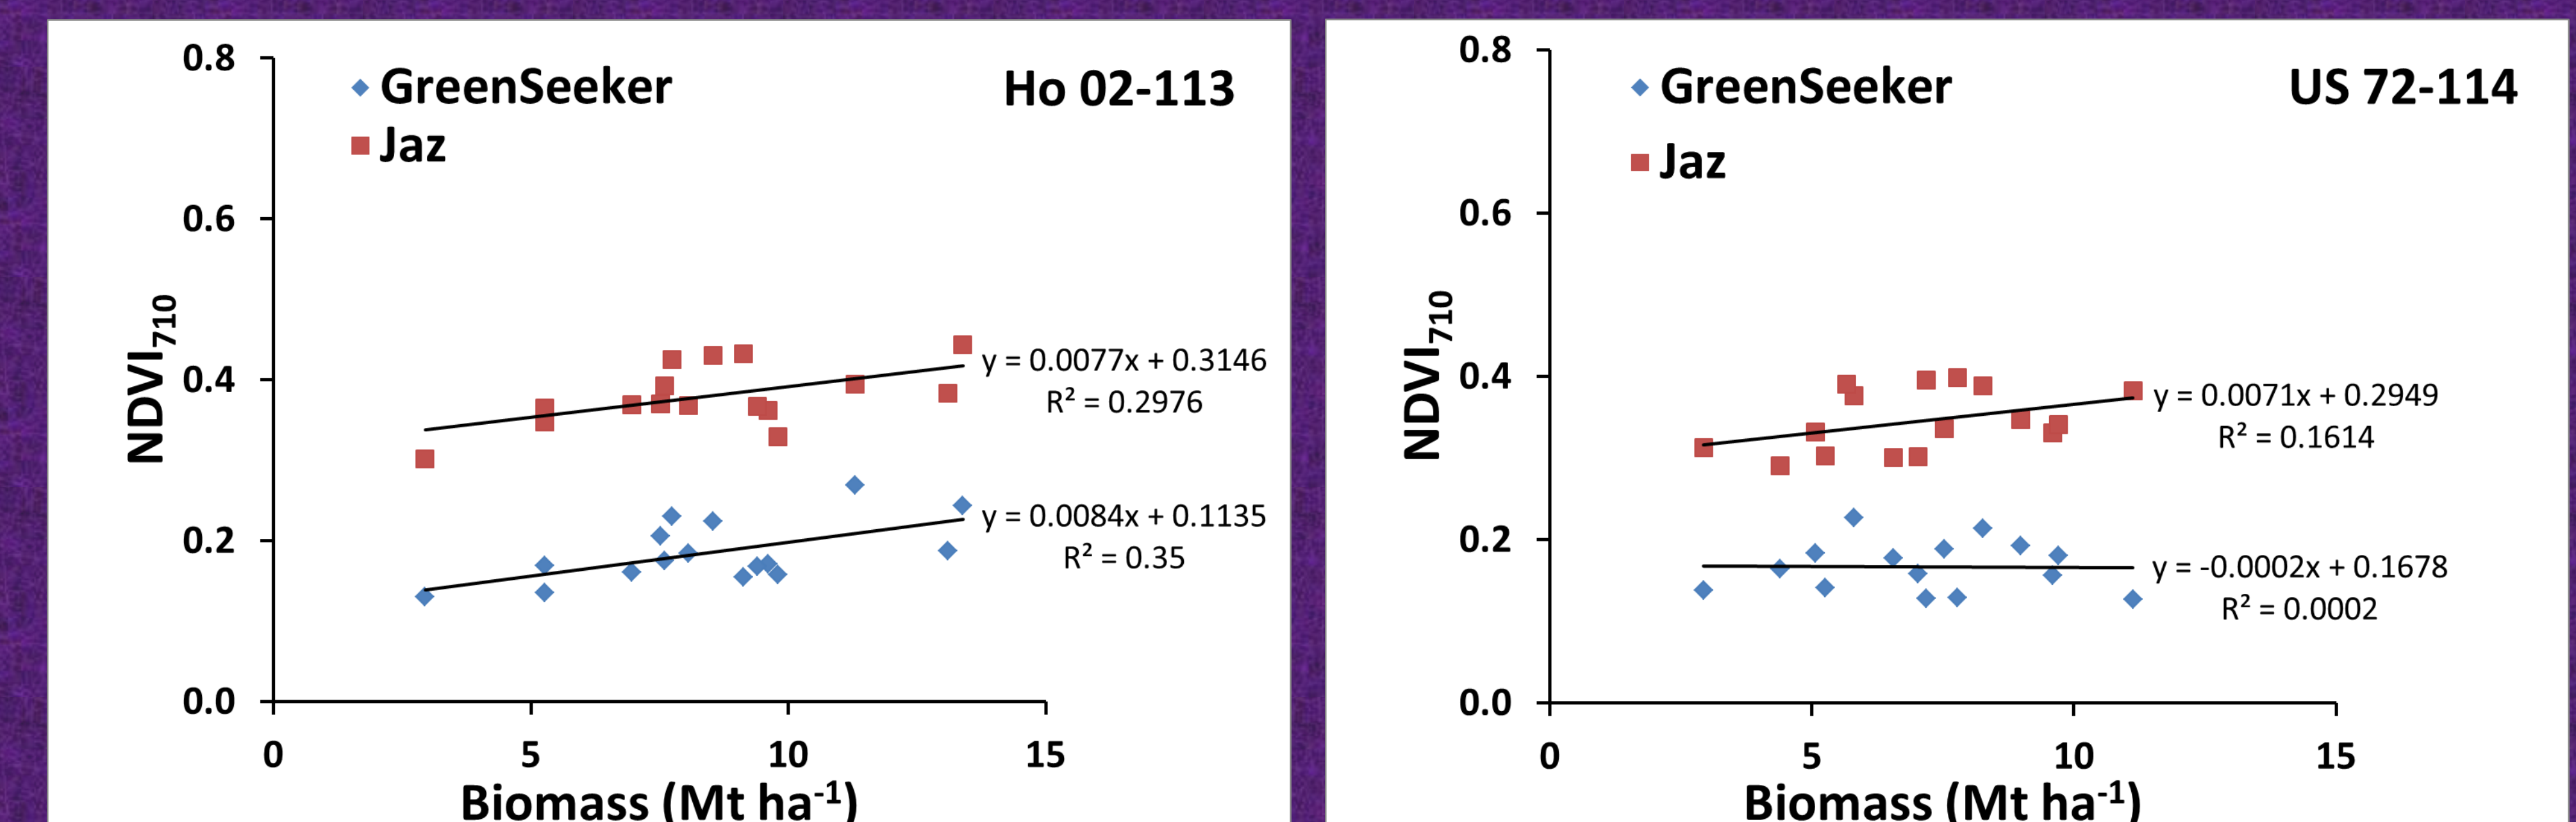 0.8
GreenSeeker
Ho 02-113
Jaz
0.6
0.4
0.2
0.0
NDVI₇₁₀
y = 0.0077x + 0.3146
R² = 0.2976
y = 0.0084x + 0.1135
R² = 0.35
0 5 10 15
Biomass (Mt ha⁻¹)
0.8
GreenSeeker
US 72-114
Jaz
0.6
0.4
0.2
0.0
NDVI₇₁₀
y = 0.0071x + 0.2949
R² = 0.1614
y = -0.0002x + 0.1678
R² = 0.0002
0 5 10 15
Biomass (Mt ha⁻¹)